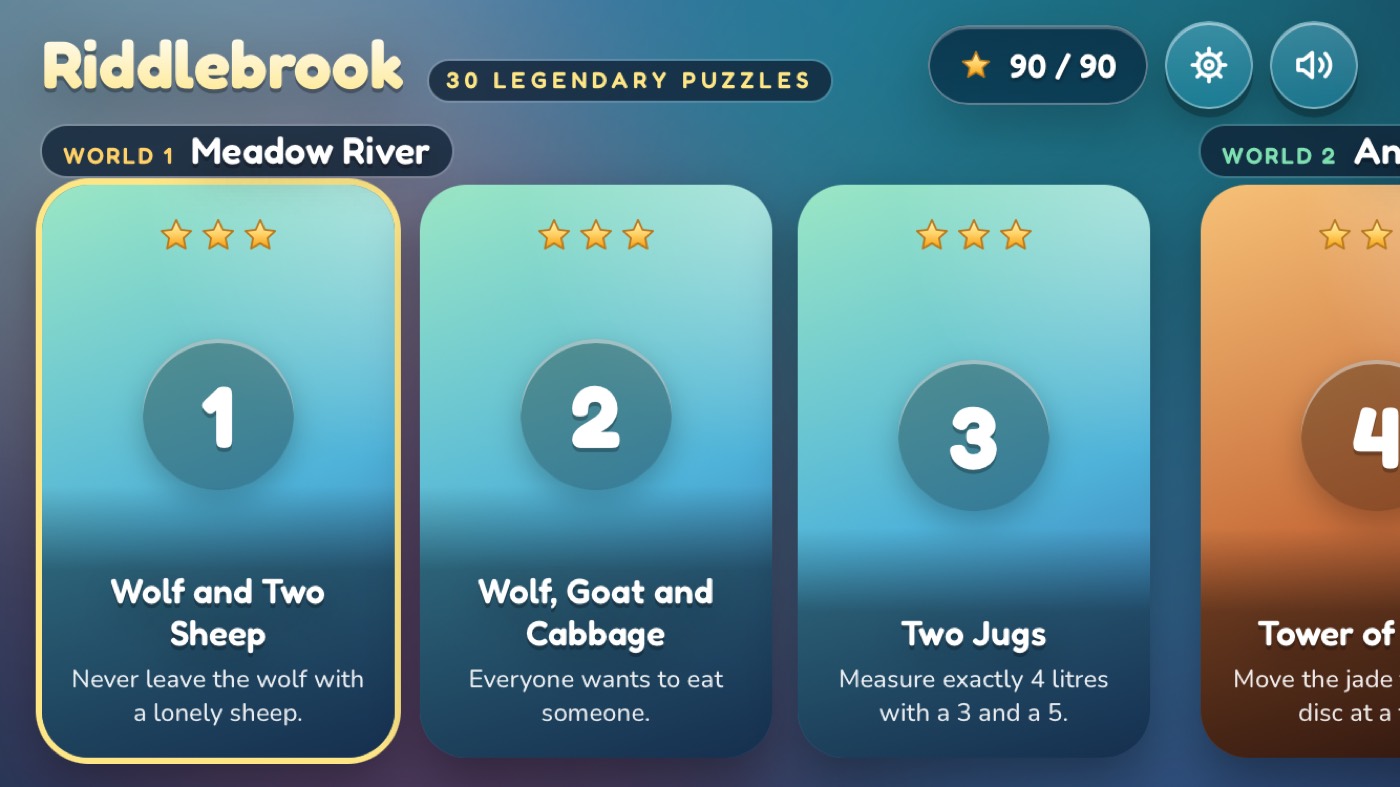 Riddlebrook
30 LEGENDARY PUZZLES
90 / 90
WORLD 1 Meadow River
WORLD 2 An
1
Wolf and Two
Sheep
Never leave the wolf with
a lonely sheep.
2
Wolf, Goat and
Cabbage
Everyone wants to eat
someone.
3
Two Jugs
Measure exactly 4 litres
with a 3 and a 5.
4
Tower of
Move the jade
disc at a